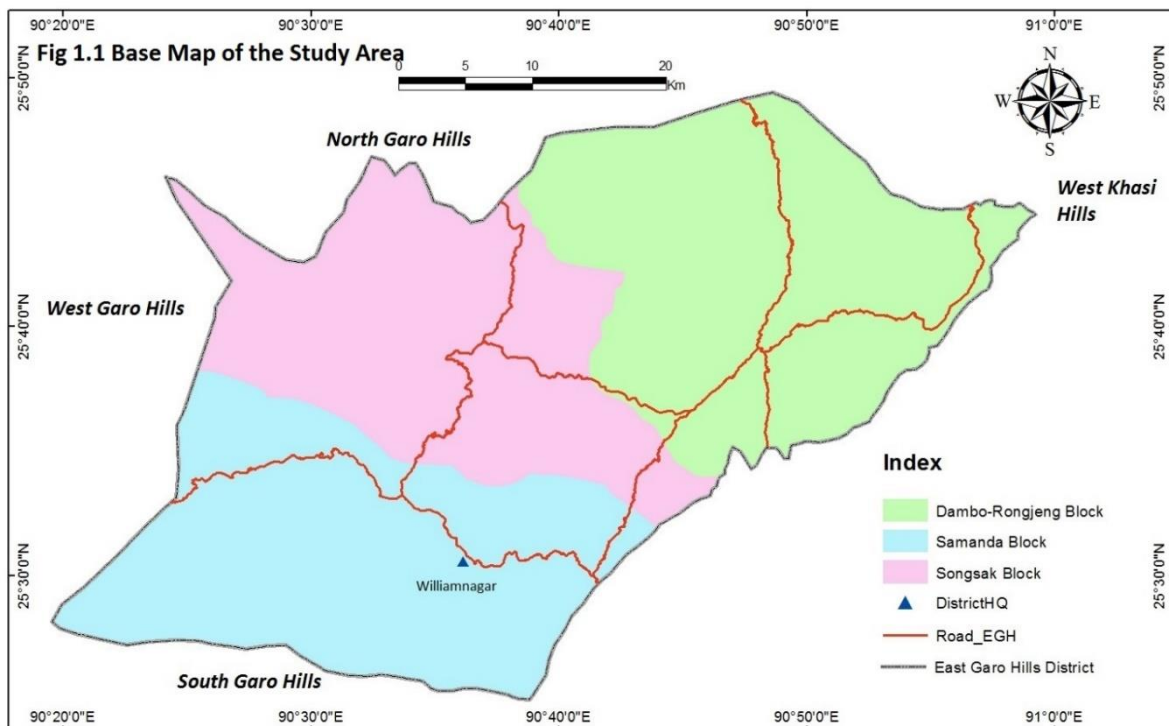 90°20'0"E 90°30'0"E 90°40'0"E 90°50'0"E 91°0'0"E
Fig 1.1 Base Map of the Study Area
0 5 10 20
Km
N
W E
S
25°50'0"N 25°50'0"N
North Garo Hills
West Khasi
Hills
West Garo Hills
25°40'0"N 25°40'0"N
Index
Dambo-Rongjeng Block
Samanda Block
Songsak Block
DistrictHQ
Road_EGH
East Garo Hills District
25°30'0"N 25°30'0"N
Williamnagar
South Garo Hills
90°20'0"E 90°30'0"E 90°40'0"E 90°50'0"E 91°0'0"E